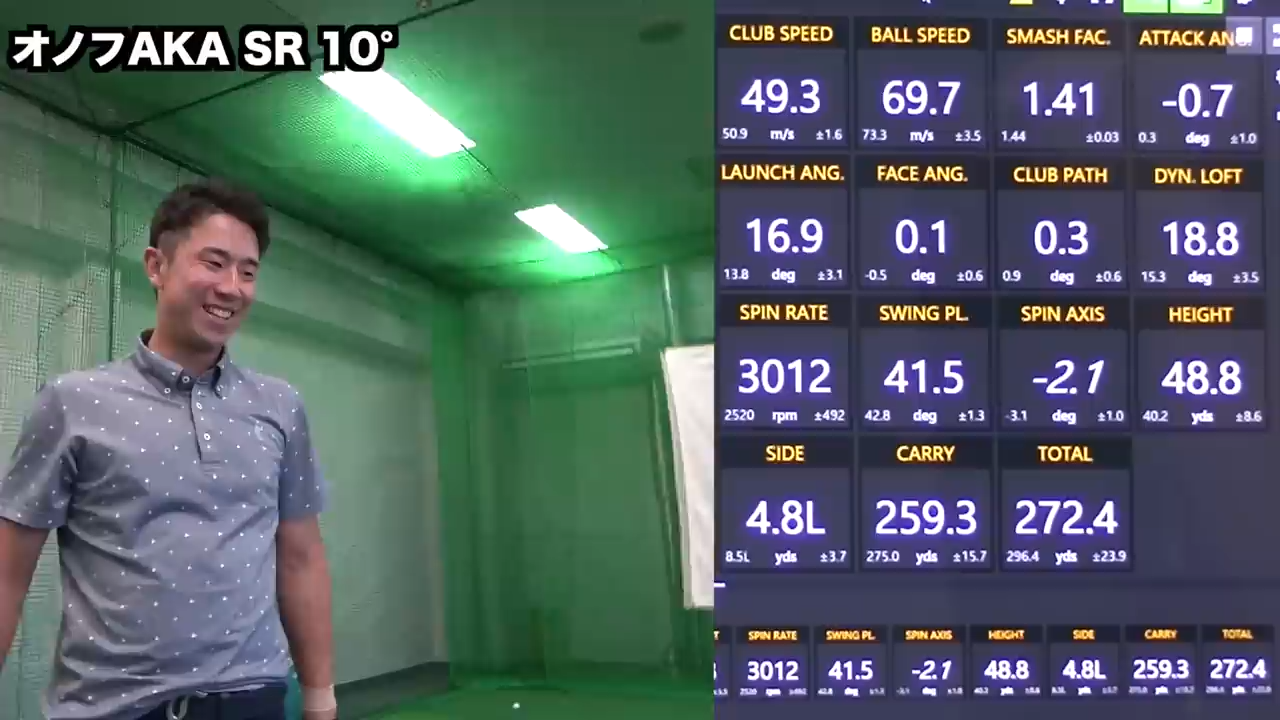 オノフAKA SR 10°
CLUB SPEED BALL SPEED SMASH FAC. ATTACK ANG.
49.3 69.7 1.41 -0.7
50.9 m/s ±1.6 73.3 m/s ±3.5 1.44 ±0.03 0.3 deg ±1.0
LAUNCH ANG. FACE ANG. CLUB PATH DYN. LOFT
16.9 0.1 0.3 18.8
13.8 deg ±3.1 -0.5 deg ±0.6 0.9 deg ±0.6 15.3 deg ±3.5
SPIN RATE SWING PL. SPIN AXIS HEIGHT
3012 41.5 -2.1 48.8
2520 rpm ±492 42.8 deg ±1.3 -3.1 deg ±1.0 40.2 yds ±8.6
SIDE CARRY TOTAL
4.8L 259.3 272.4
8.5L yds ±3.7 275.0 yds ±15.7 296.4 yds ±23.9
SPIN RATE SWING PL. SPIN AXIS HEIGHT SIDE CARRY TOTAL
3012 41.5 -2.1 48.8 4.8L 259.3 272.4